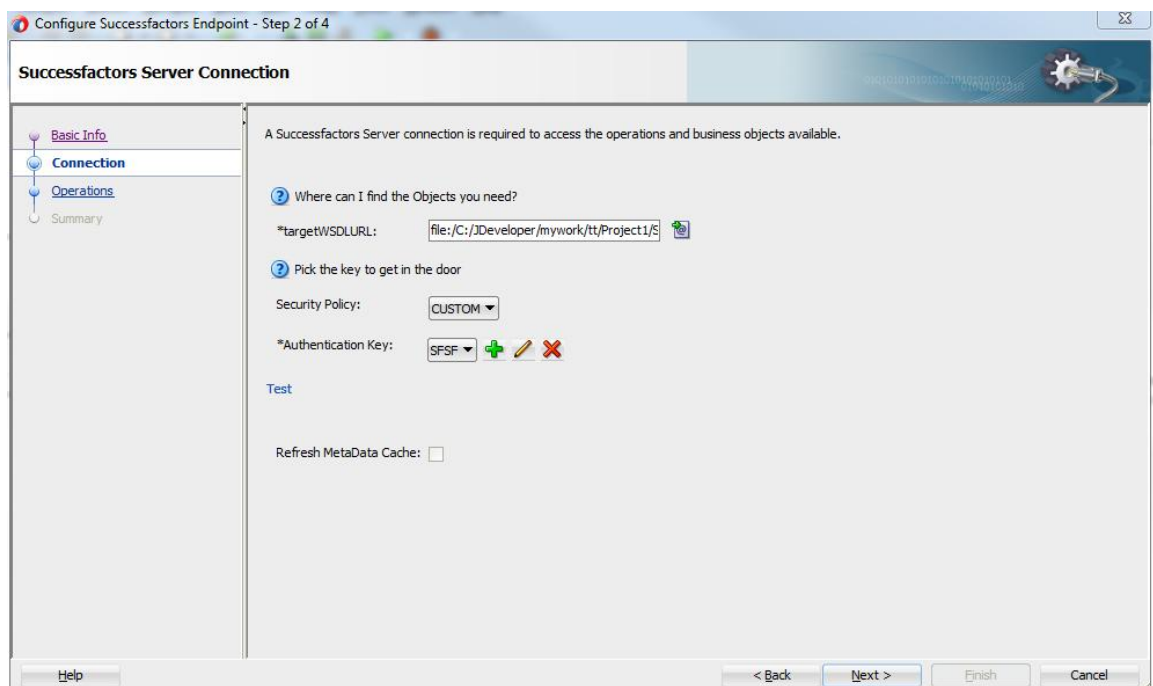 Configure Successfactors Endpoint - Step 2 of 4
Successfactors Server Connection
Basic Info
Connection
Operations
Summary
A Successfactors Server connection is required to access the operations and business objects available.
Where can I find the Objects you need?
*targetWSDLURL: file:/C:/JDeveloper/mywork/tt/Project1/S
Pick the key to get in the door
Security Policy: CUSTOM
*Authentication Key: SFSF
Test
Refresh MetaData Cache:
Help < Back Next > Finish Cancel